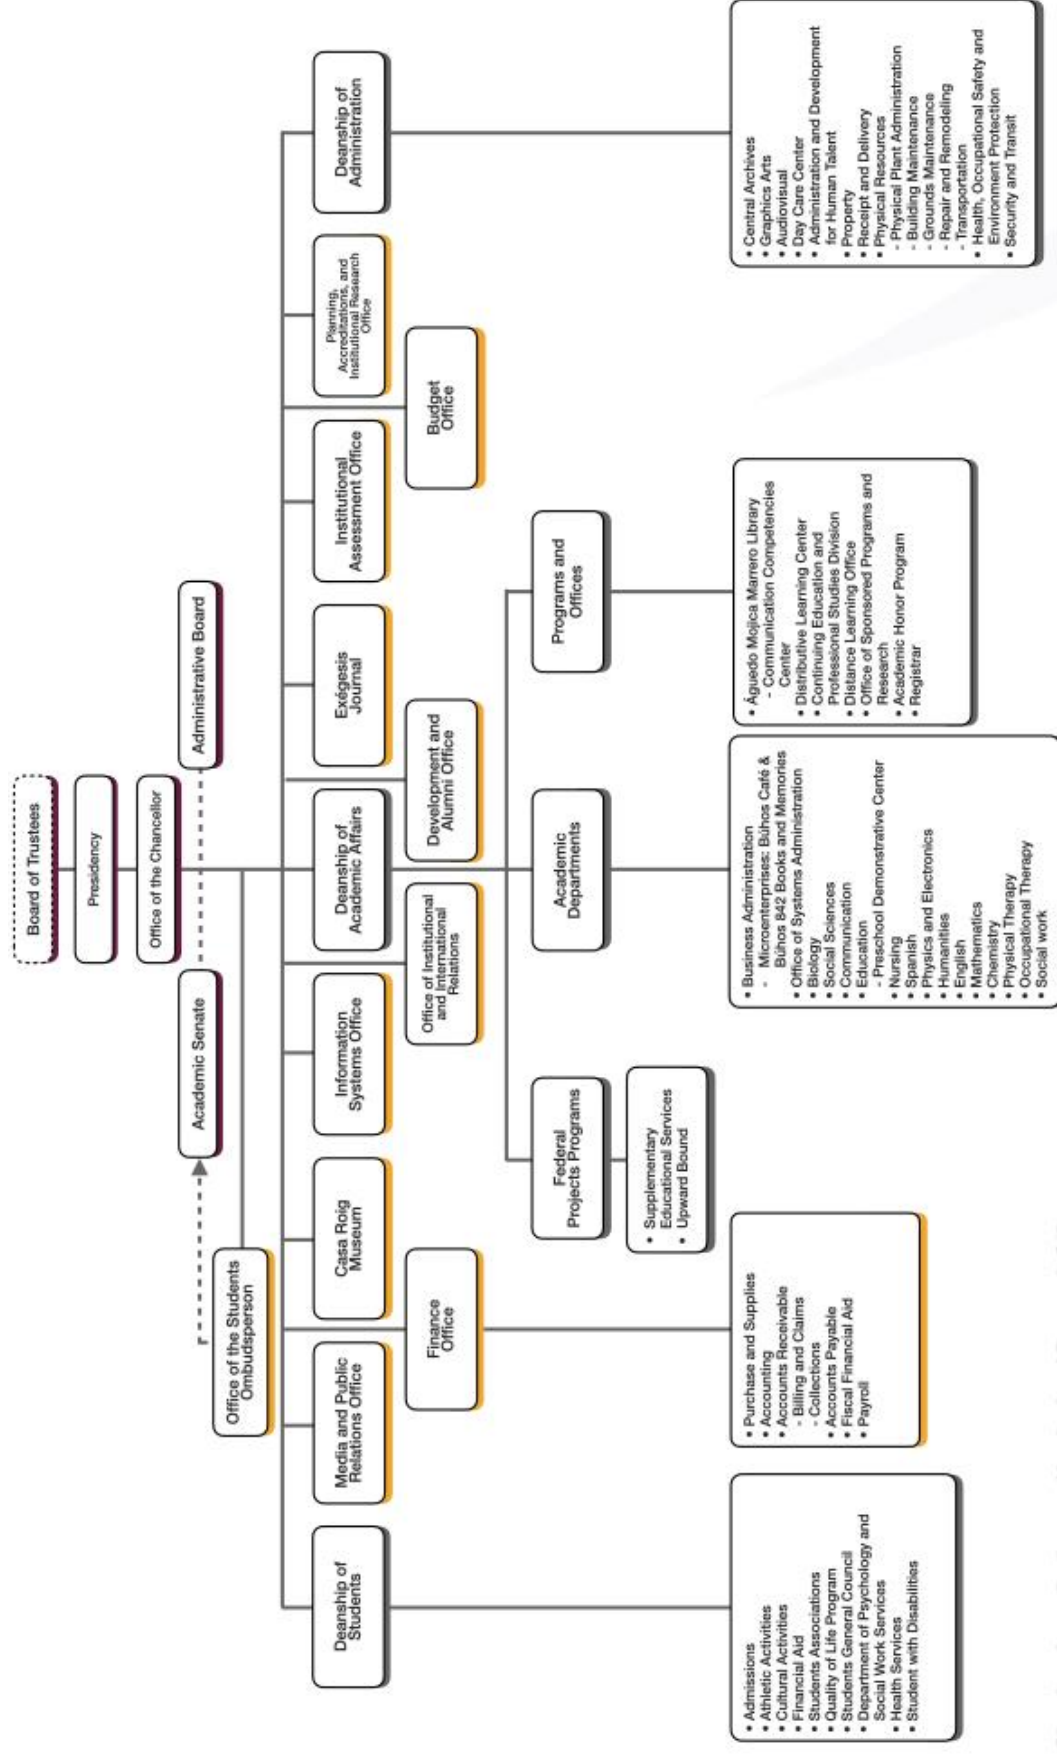 Board of Trustees
Presidency
Office of the Chancellor
Academic Senate
Administrative Board
Office of the Students
Ombudsperson
Deanship of
Students
Media and Public
Relations Office
Casa Roig
Museum
Information
Systems Office
Deanship of
Academic Affairs
Exégesis
Journal
Institutional
Assessment Office
Planning,
Accreditations, and
Institutional Research
Office
Deanship of
Administration
Finance
Office
Office of Institutional
and International
Relations
Development and
Alumni Office
Budget
Office
Federal
Projects Programs
Academic
Departments
Programs and
Offices
• Supplementary
Educational Services
• Upward Bound
• Admissions
• Athletic Activities
• Cultural Activities
• Financial Aid
• Students Associations
• Quality of Life Program
• Students General Council
• Department of Psychology and
Social Work Services
• Health Services
• Student with Disabilities
• Purchase and Supplies
• Accounting
• Accounts Receivable
- Billing and Claims
- Collections
• Accounts Payable
• Fiscal Financial Aid
• Payroll
• Business Administration
- Microenterprises: Búhos Café &
Búhos 842 Books and Memories
• Office of Systems Administration
• Biology
• Social Sciences
• Communication
• Education
- Preschool Demonstrative Center
• Nursing
• Spanish
• Physics and Electronics
• Humanities
• English
• Mathematics
• Chemistry
• Physical Therapy
• Occupational Therapy
• Social work
• Águedo Mojica Marrero Library
- Communication Competencies
Center
• Distributive Learning Center
• Continuing Education and
Professional Studies Division
• Distance Learning Office
• Office of Sponsored Programs and
Research
• Academic Honor Program
• Registrar
• Central Archives
• Graphics Arts
• Audiovisual
• Day Care Center
• Administration and Development
for Human Talent
• Property
• Receipt and Delivery
• Physical Resources
- Physical Plant Administration
- Building Maintenance
- Grounds Maintenance
- Repair and Remodeling
- Transportation
• Health, Occupational Safety and
Environment Protection
• Security and Transit